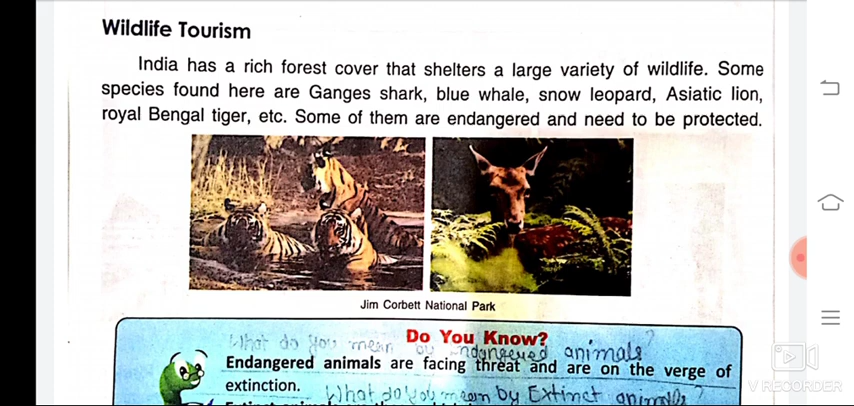 Wildlife Tourism
India has a rich forest cover that shelters a large variety of wildlife. Some
species found here are Ganges shark, blue whale, snow leopard, Asiatic lion,
royal Bengal tiger, etc. Some of them are endangered and need to be protected.
Jim Corbett National Park
Do You Know?
What do you mean by endangered animals?
Endangered animals are facing threat and are on the verge of
extinction. What do you mean by Extinct animals?
V RECORDER